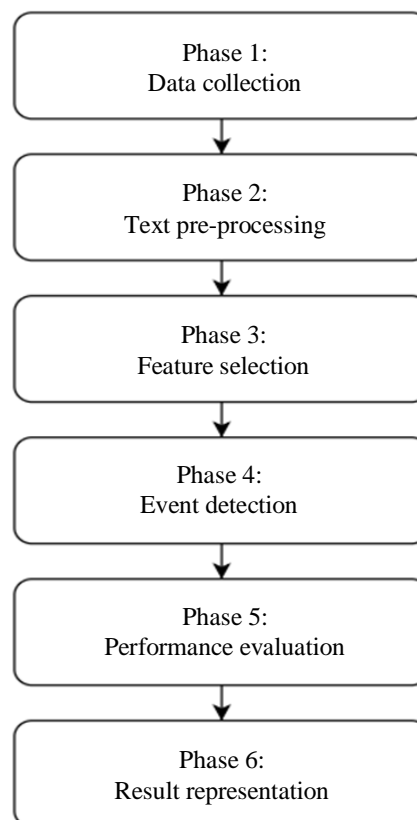 Phase 1:
Data collection
Phase 2:
Text pre-processing
Phase 3:
Feature selection
Phase 4:
Event detection
Phase 5:
Performance evaluation
Phase 6:
Result representation